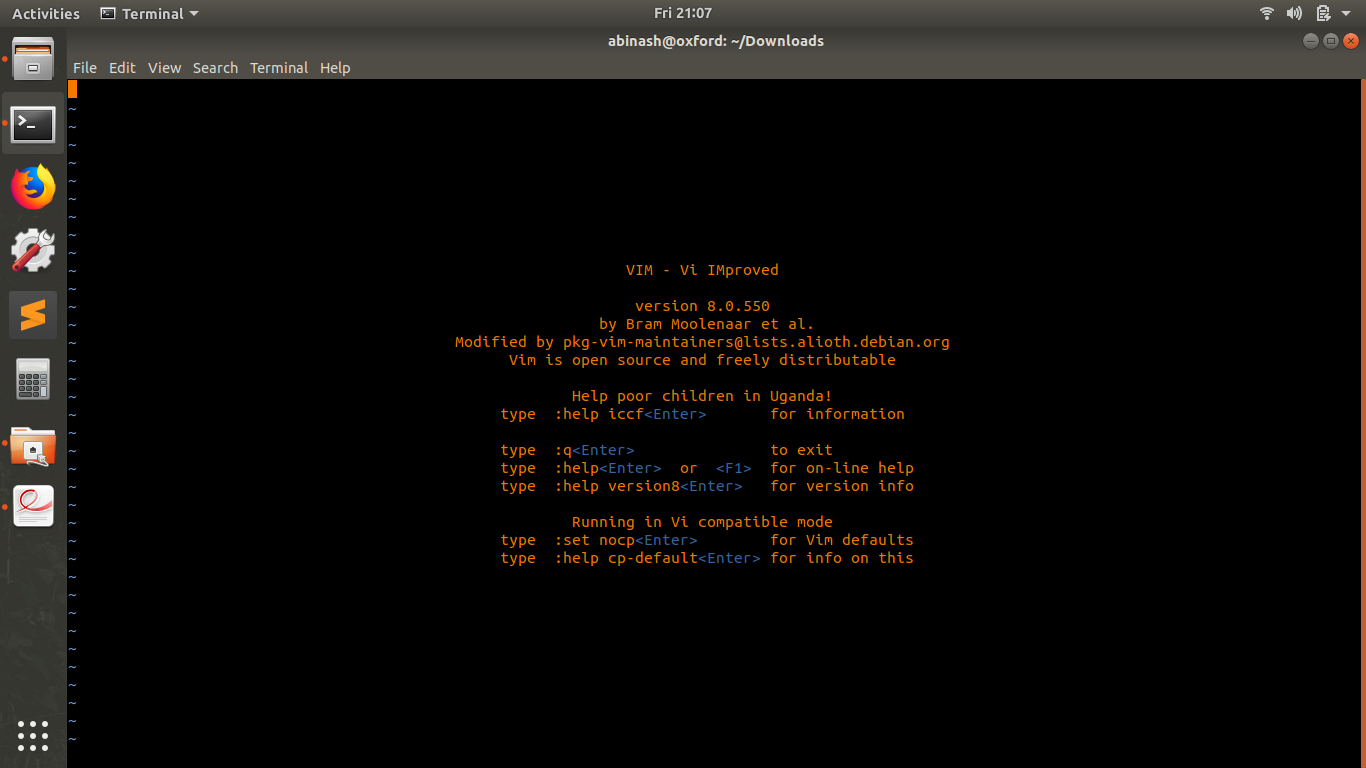 Activities Terminal Fri 21:07
abinash@oxford: ~/Downloads
File Edit View Search Terminal Help
~
~
~
~
~
~
~
~
~
~ VIM - Vi IMproved
~
~ version 8.0.550
~ by Bram Moolenaar et al.
~ Modified by pkg-vim-maintainers@lists.alioth.debian.org
~ Vim is open source and freely distributable
~
~ Help poor children in Uganda!
~ type :help iccf<Enter> for information
~
~ type :q<Enter> to exit
~ type :help<Enter> or <F1> for on-line help
~ type :help version8<Enter> for version info
~
~ Running in Vi compatible mode
~ type :set nocp<Enter> for Vim defaults
~ type :help cp-default<Enter> for info on this
~
~
~
~
~
~
~
~
~
~